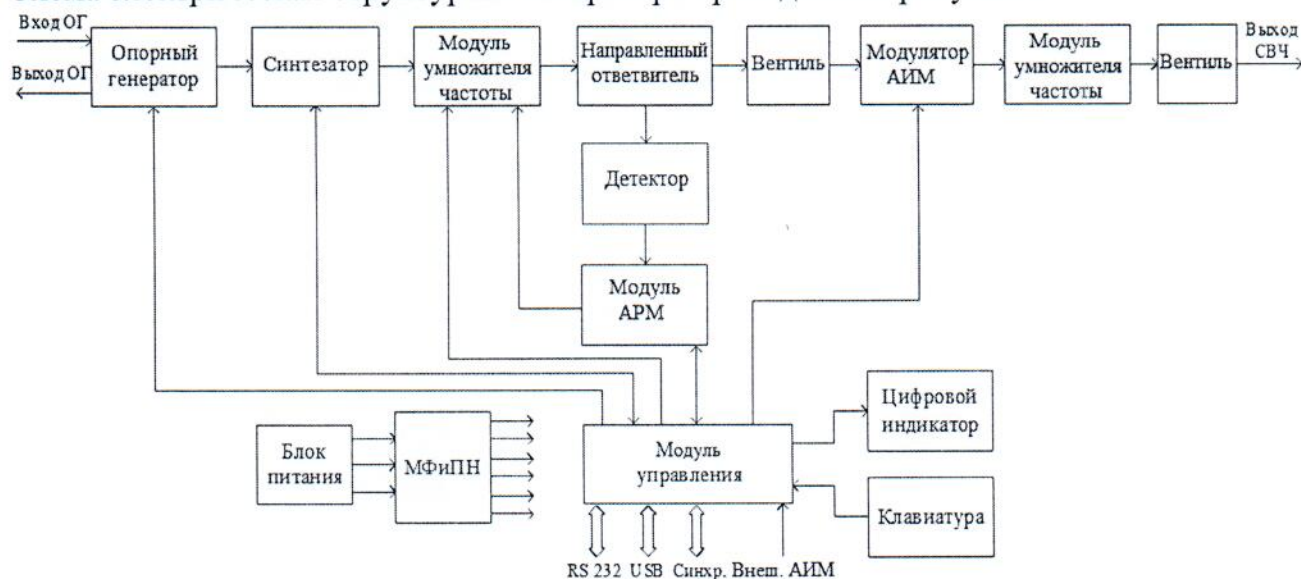 Вход ОГ
Выход ОГ
Опорный
генератор
Синтезатор
Модуль
умножителя
частоты
Направленный
ответвитель
Вентиль
Модулятор
АИМ
Модуль
умножителя
частоты
Вентиль
Выход
СВЧ
Детектор
Модуль
АРМ
Блок
питания
МФиПН
Модуль
управления
Цифровой
индикатор
Клавиатура
RS 232 USB Синхр. Внеш. АИМ